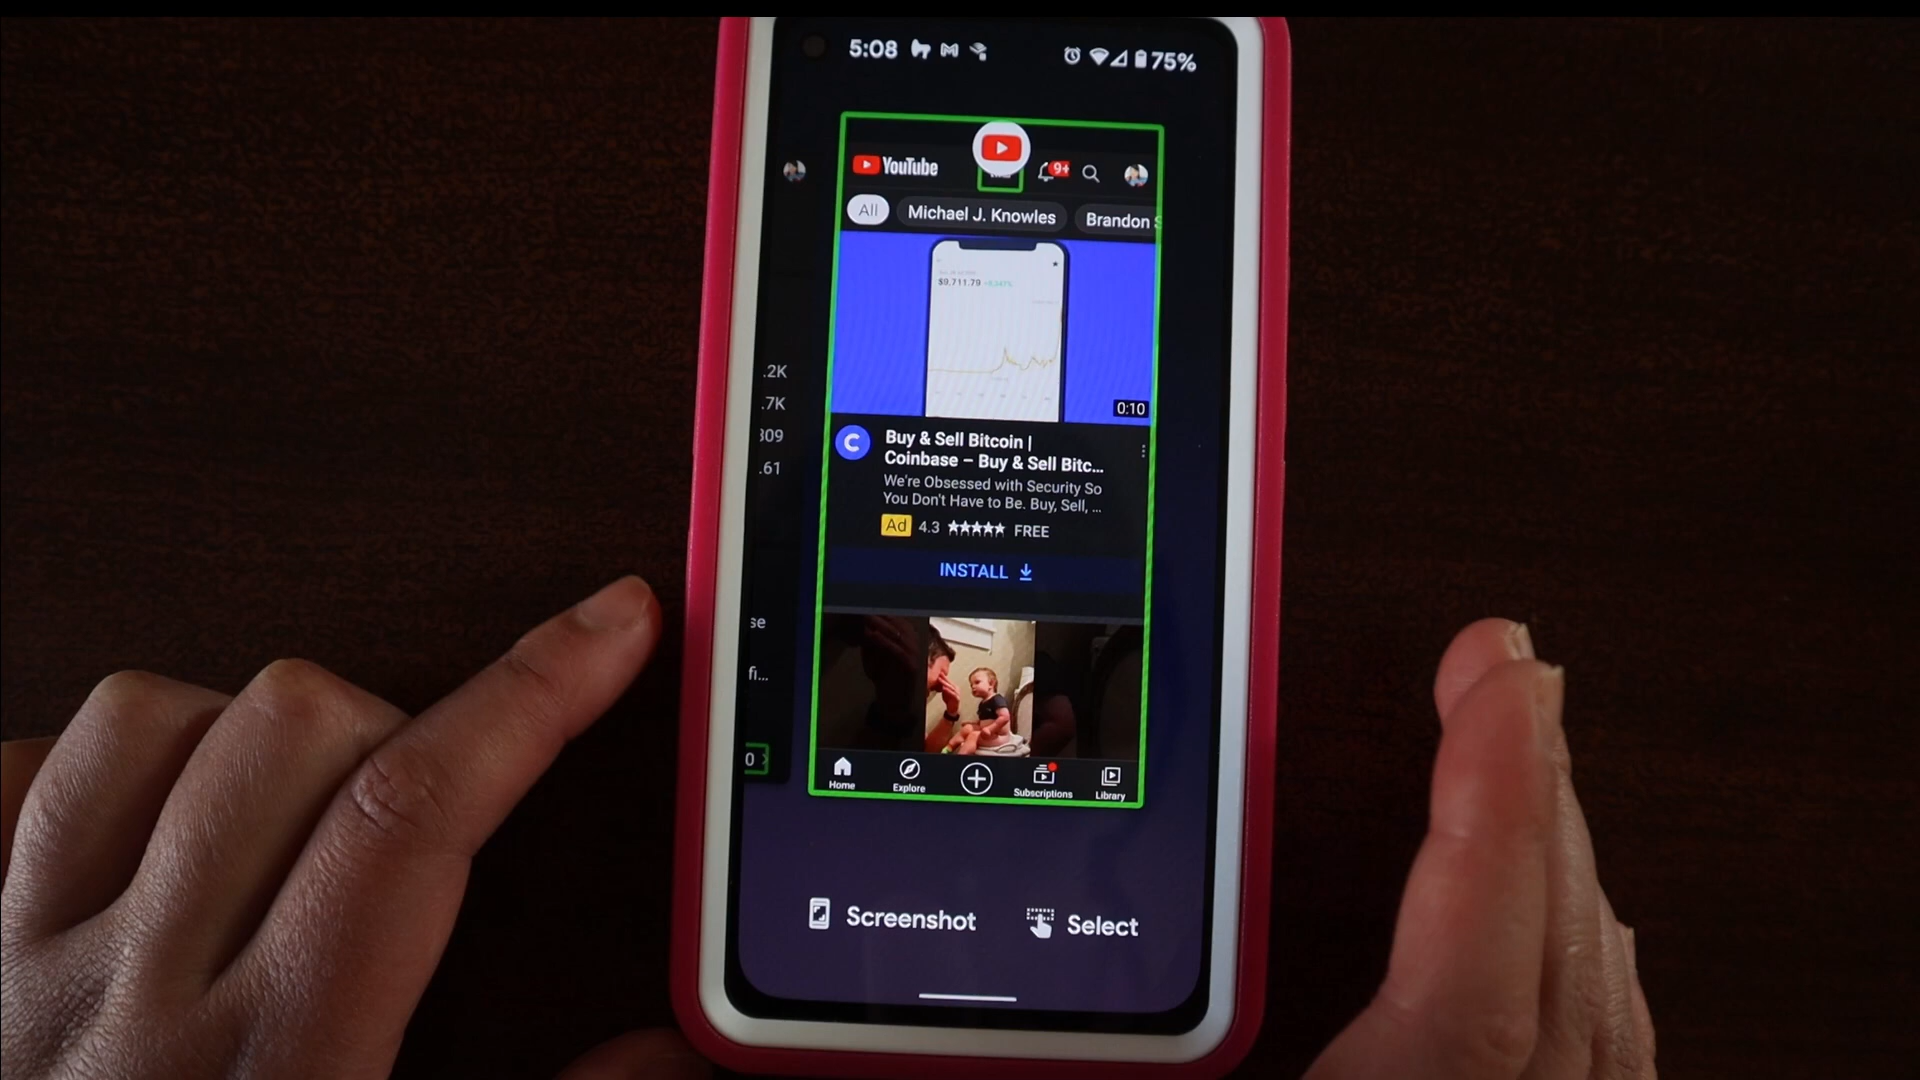 5:08 75%
YouTube 9+
All Michael J. Knowles Brandon
$9,711.79
.2K
.7K
0:10
Buy & Sell Bitcoin |
309
Coinbase – Buy & Sell Bitc...
.61
We're Obsessed with Security So
You Don't Have to Be. Buy, Sell, ...
Ad 4.3 ★★★★★ FREE
INSTALL
se
fi...
0
Home Explore Subscriptions Library
Screenshot Select